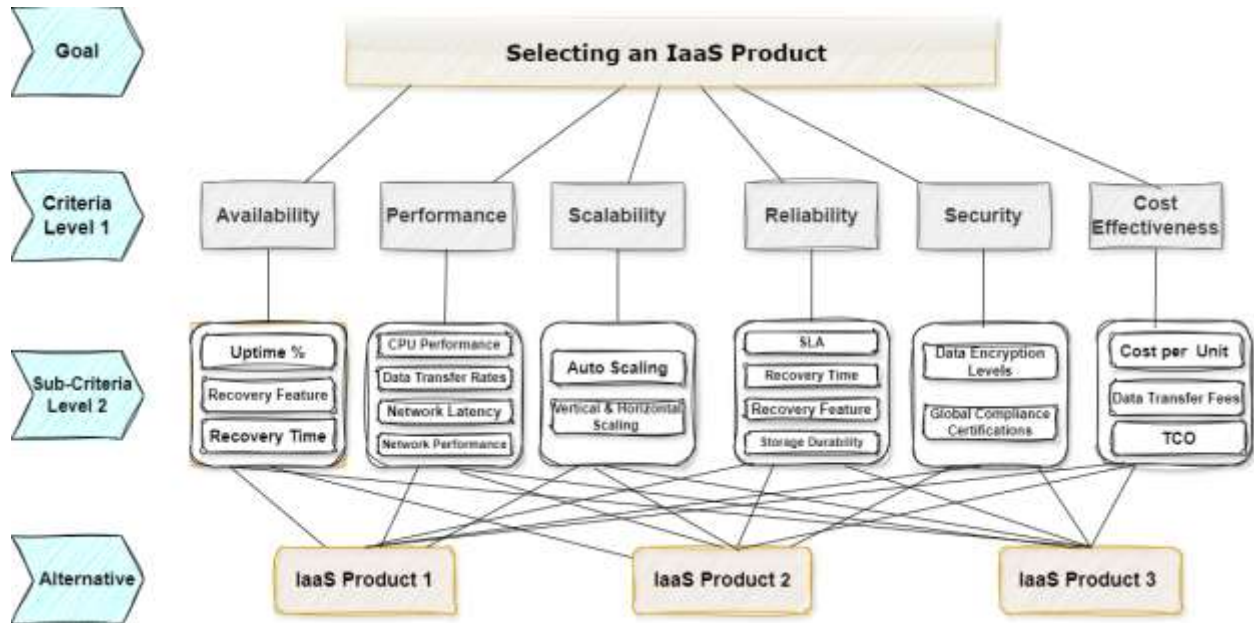 Goal
Selecting an IaaS Product
Criteria
Level 1
Availability
Performance
Scalability
Reliability
Security
Cost
Effectiveness
Sub-Criteria
Level 2
Uptime %
Recovery Feature
Recovery Time
CPU Performance
Data Transfer Rates
Network Latency
Network Performance
Auto Scaling
Vertical & Horizontal
Scaling
SLA
Recovery Time
Recovery Feature
Storage Durability
Data Encryption
Levels
Global Compliance
Certifications
Cost per Unit
Data Transfer Fees
TCO
Alternative
IaaS Product 1
IaaS Product 2
IaaS Product 3